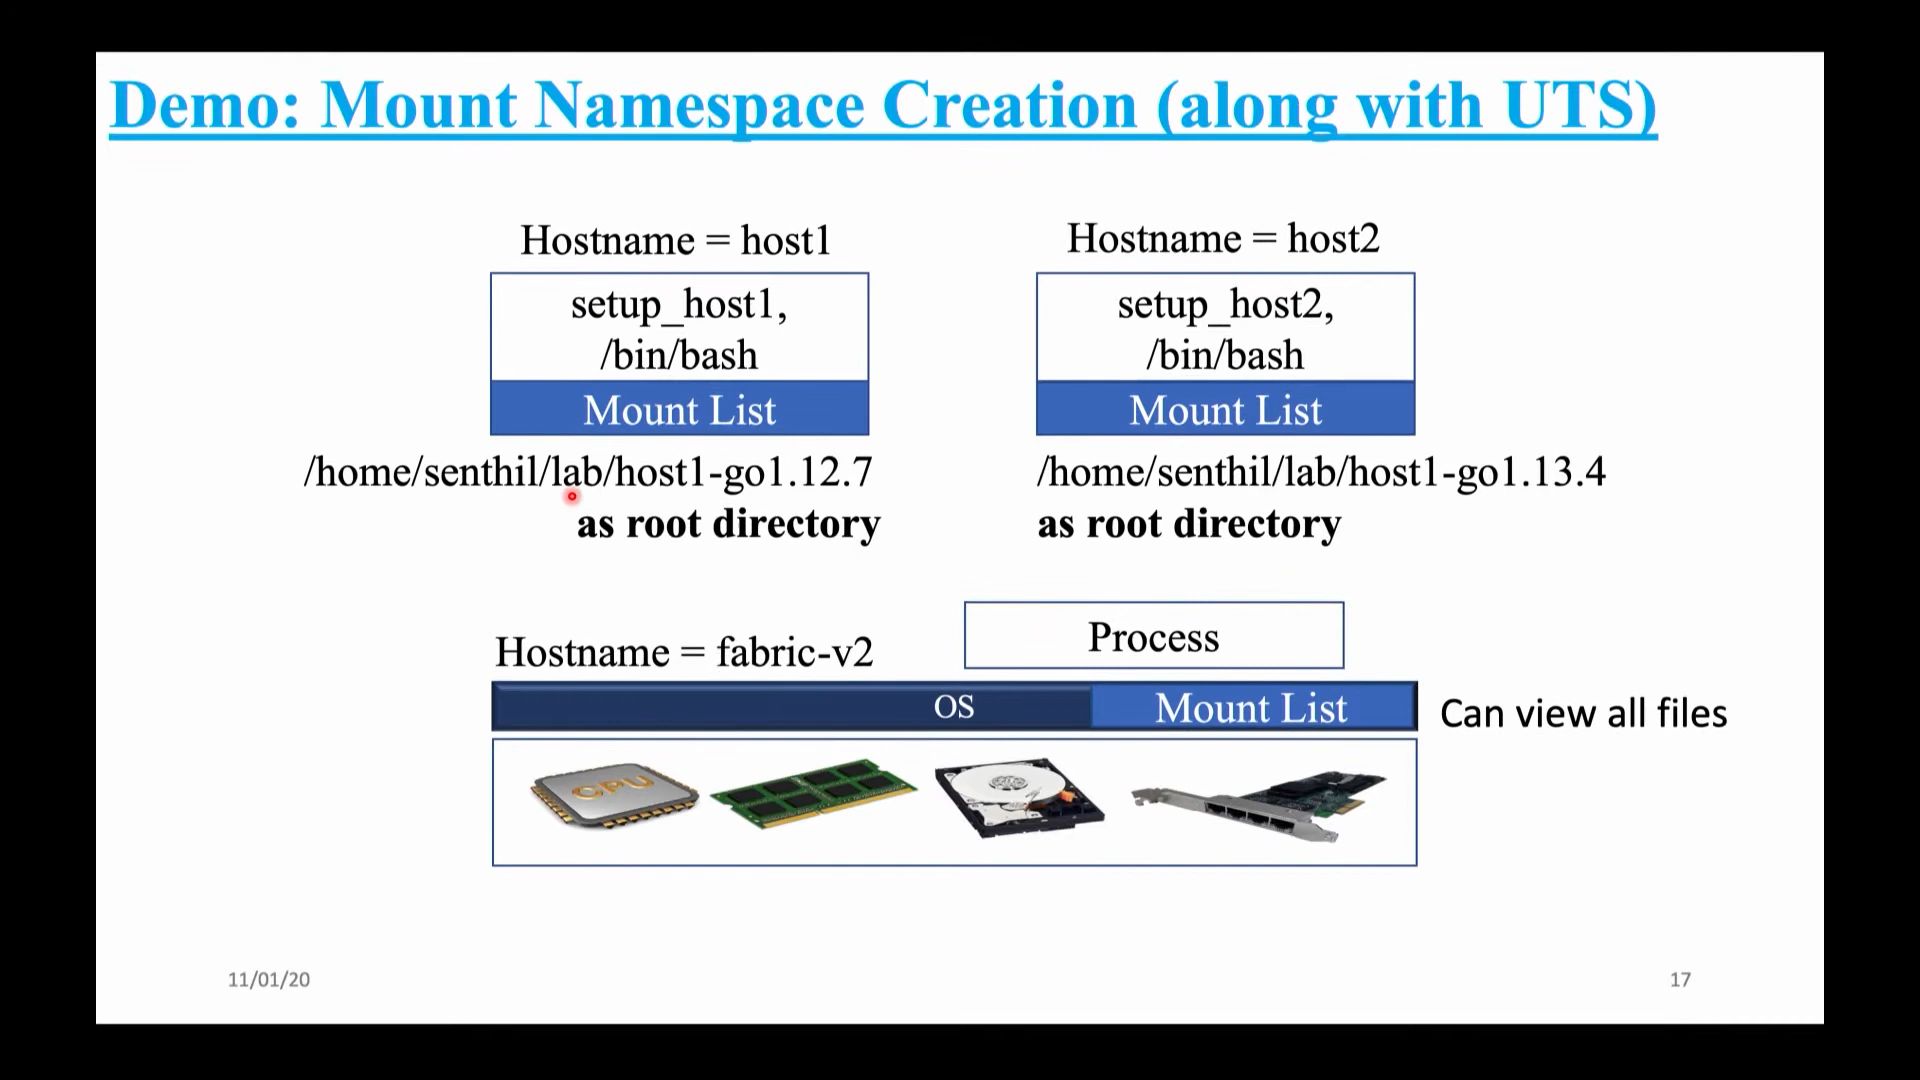 Demo: Mount Namespace Creation (along with UTS)
Hostname = host1
setup_host1,
/bin/bash
Mount List
/home/senthil/lab/host1-go1.12.7
as root directory
Hostname = host2
setup_host2,
/bin/bash
Mount List
/home/senthil/lab/host1-go1.13.4
as root directory
Hostname = fabric-v2
Process
OS
Mount List
Can view all files
CPU
11/01/20
17